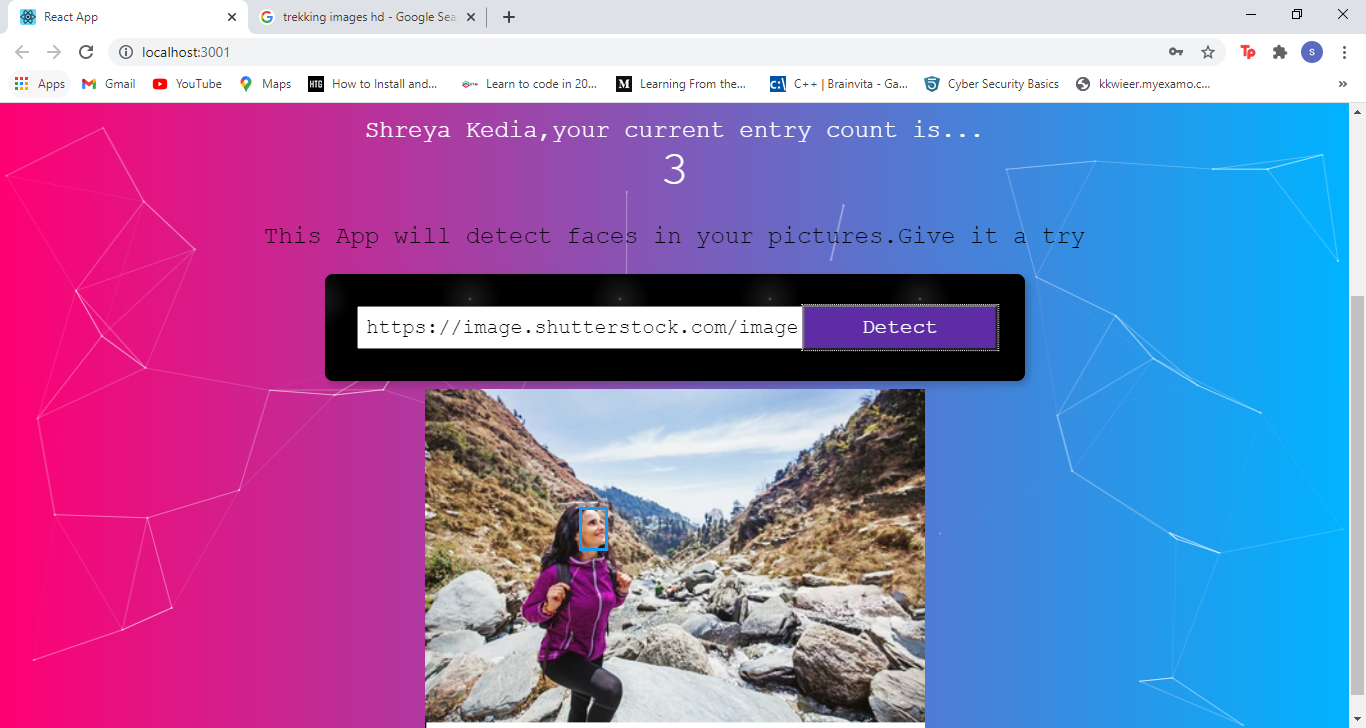 React App
trekking images hd - Google Sea
localhost:3001
S
Tp
Apps
Gmail
YouTube
Maps
HTG
How to Install and...
Learn to code in 20...
M
Learning From the...
C:\
C++ | Brainvita - Ga...
Cyber Security Basics
kkwieer.myexamo.c...
»
Shreya Kedia,your current entry count is...
3
This App will detect faces in your pictures.Give it a try
https://image.shutterstock.com/image
Detect